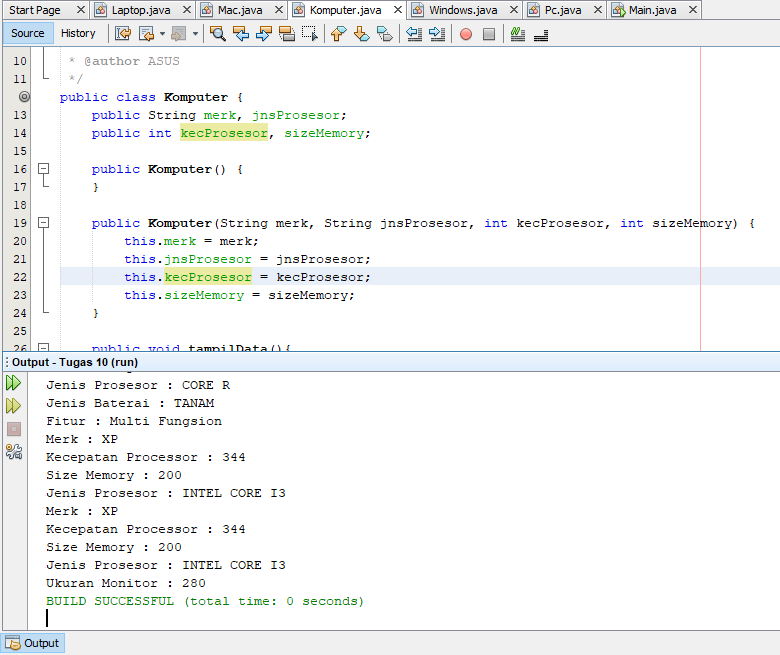 Start Page Laptop.java Mac.java Komputer.java Windows.java Pc.java Main.java
Source History
10 * @author ASUS
11 */
public class Komputer {
13 public String merk, jnsProsesor;
14 public int kecProsesor, sizeMemory;
15
16 public Komputer() {
17 }
18
19 public Komputer(String merk, String jnsProsesor, int kecProsesor, int sizeMemory) {
20 this.merk = merk;
21 this.jnsProsesor = jnsProsesor;
22 this.kecProsesor = kecProsesor;
23 this.sizeMemory = sizeMemory;
24 }
25
26 public void tampilData(){
Output - Tugas 10 (run)
Jenis Prosesor : CORE R
Jenis Baterai : TANAM
Fitur : Multi Fungsion
Merk : XP
Kecepatan Processor : 344
Size Memory : 200
Jenis Prosesor : INTEL CORE I3
Merk : XP
Kecepatan Processor : 344
Size Memory : 200
Jenis Prosesor : INTEL CORE I3
Ukuran Monitor : 280
BUILD SUCCESSFUL (total time: 0 seconds)
Output